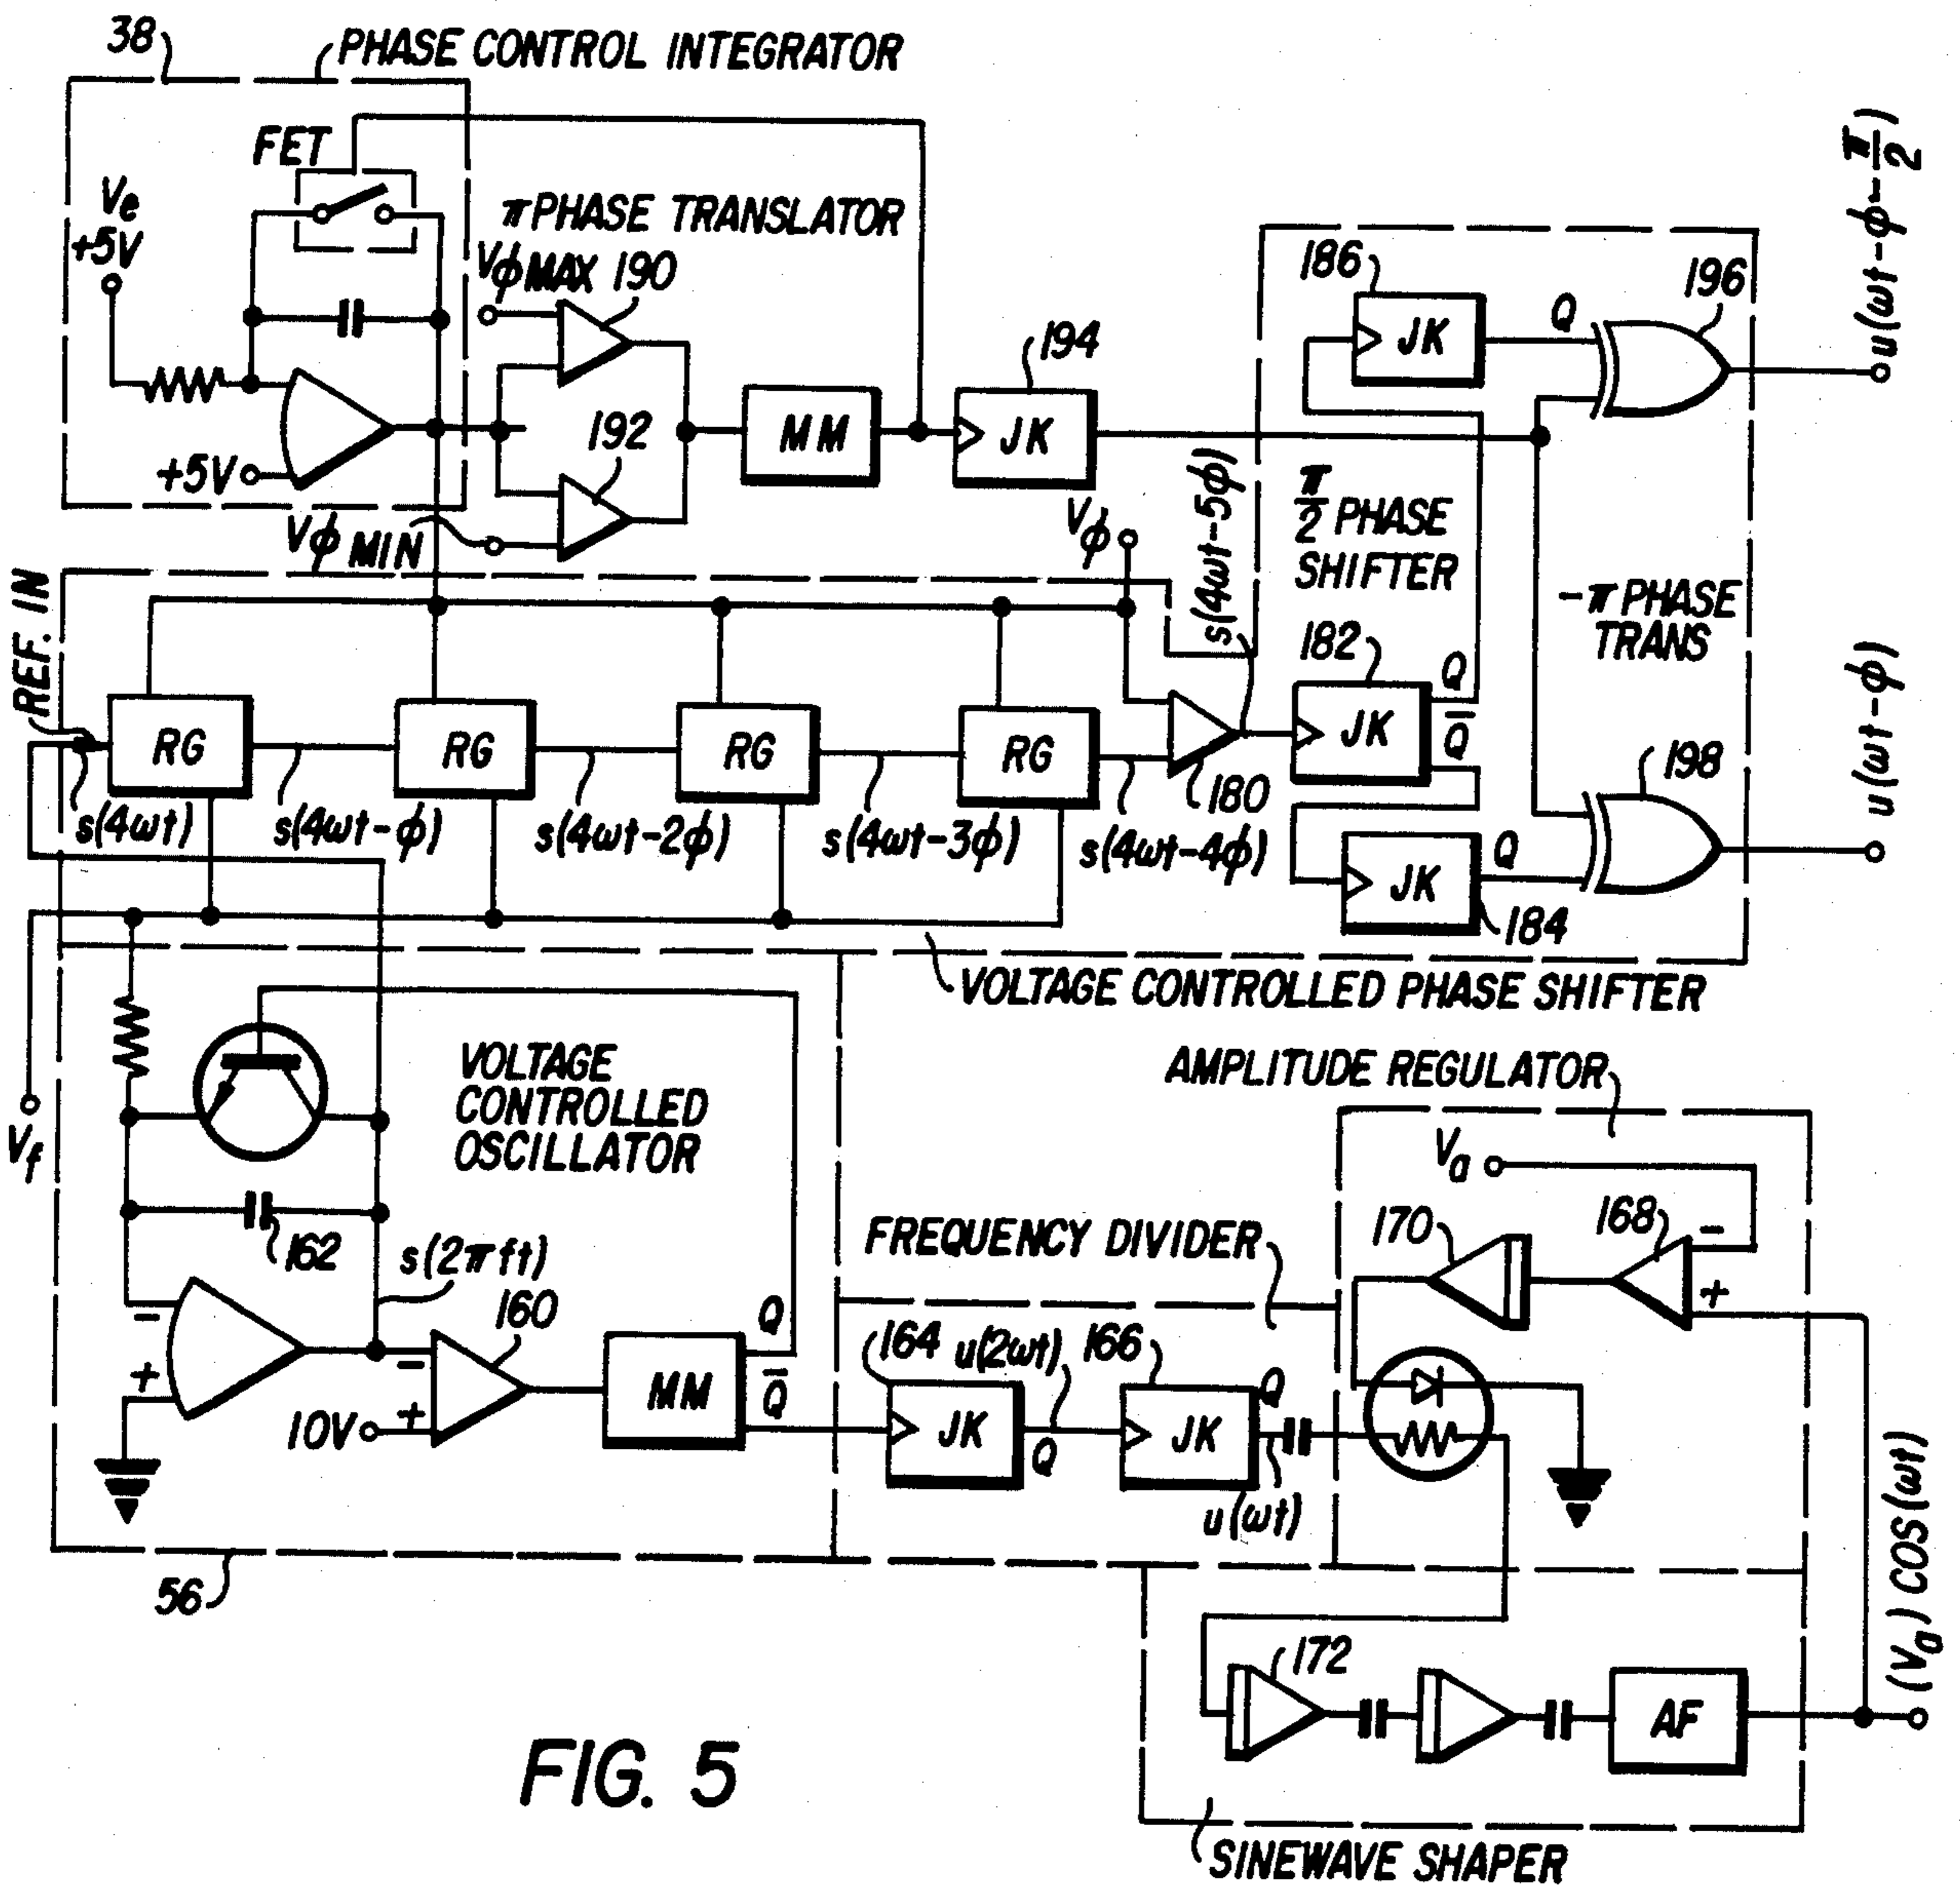 38
PHASE CONTROL INTEGRATOR
FET
Ve
+5V
+5V
π PHASE TRANSLATOR
VϕMAX
190
192
Vϕ MIN
MM
194
JK
186
JK
Q
196
u(ωt-ϕ-π/2)
π/2 PHASE
SHIFTER
-π PHASE
TRANS
Vϕ
s(4ωt-5ϕ)
REF. IN
RG
RG
RG
RG
s(4ωt)
s(4ωt-ϕ)
s(4ωt-2ϕ)
s(4ωt-3ϕ)
s(4ωt-4ϕ)
180
182
JK
Q
Q̅
JK
Q
184
198
u(ωt-ϕ)
VOLTAGE CONTROLLED PHASE SHIFTER
Vf
VOLTAGE
CONTROLLED
OSCILLATOR
162
s(2πft)
160
-
+
-
+
10V
MM
Q
Q̅
56
FREQUENCY DIVIDER
164
u(2ωt)
166
JK
Q
JK
Q
u(ωt)
AMPLITUDE REGULATOR
Va
170
168
-
+
172
AF
(Va) COS(ωt)
SINEWAVE SHAPER
FIG. 5